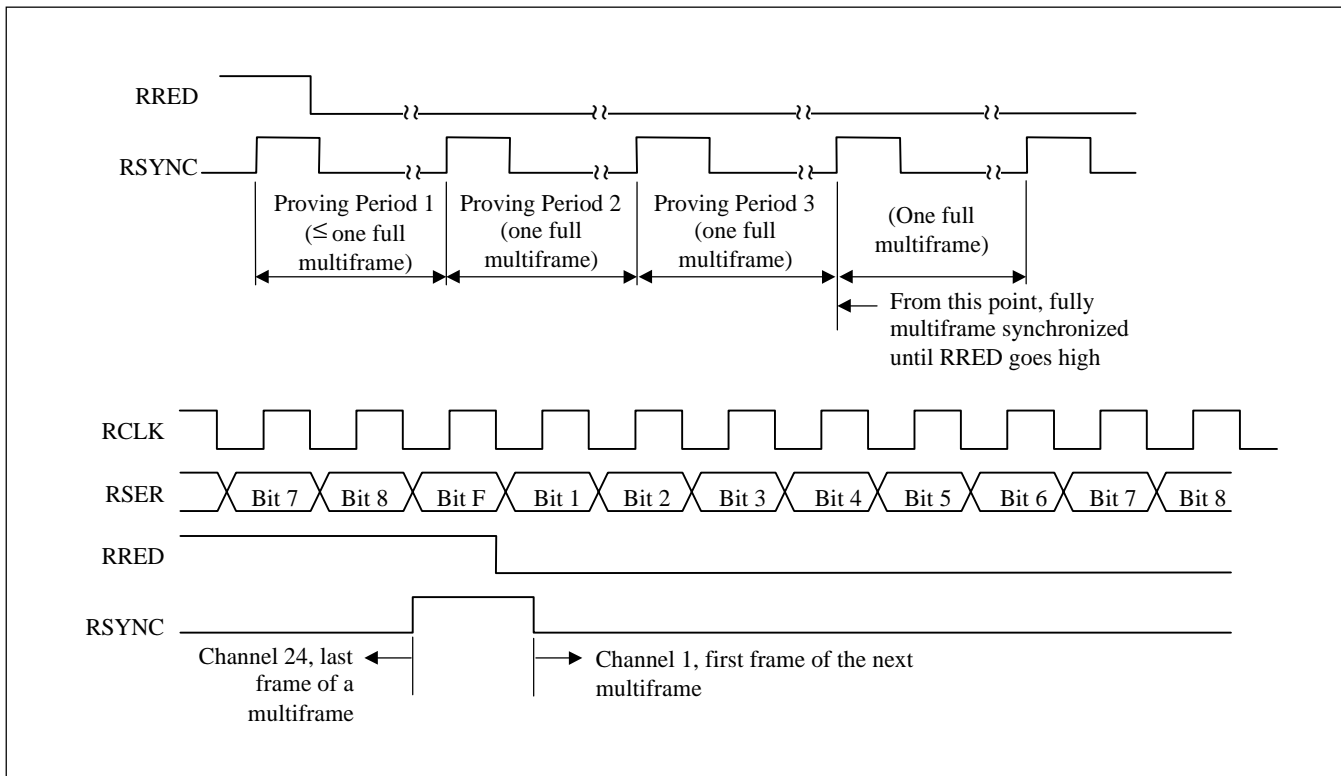 RRED
RSYNC
Proving Period 1
(≤ one full
multiframe)
Proving Period 2
(one full
multiframe)
Proving Period 3
(one full
multiframe)
(One full
multiframe)
From this point, fully
multiframe synchronized
until RRED goes high
RCLK
RSER
Bit 7
Bit 8
Bit F
Bit 1
Bit 2
Bit 3
Bit 4
Bit 5
Bit 6
Bit 7
Bit 8
RRED
RSYNC
Channel 24, last
frame of a
multiframe
Channel 1, first frame of the next
multiframe